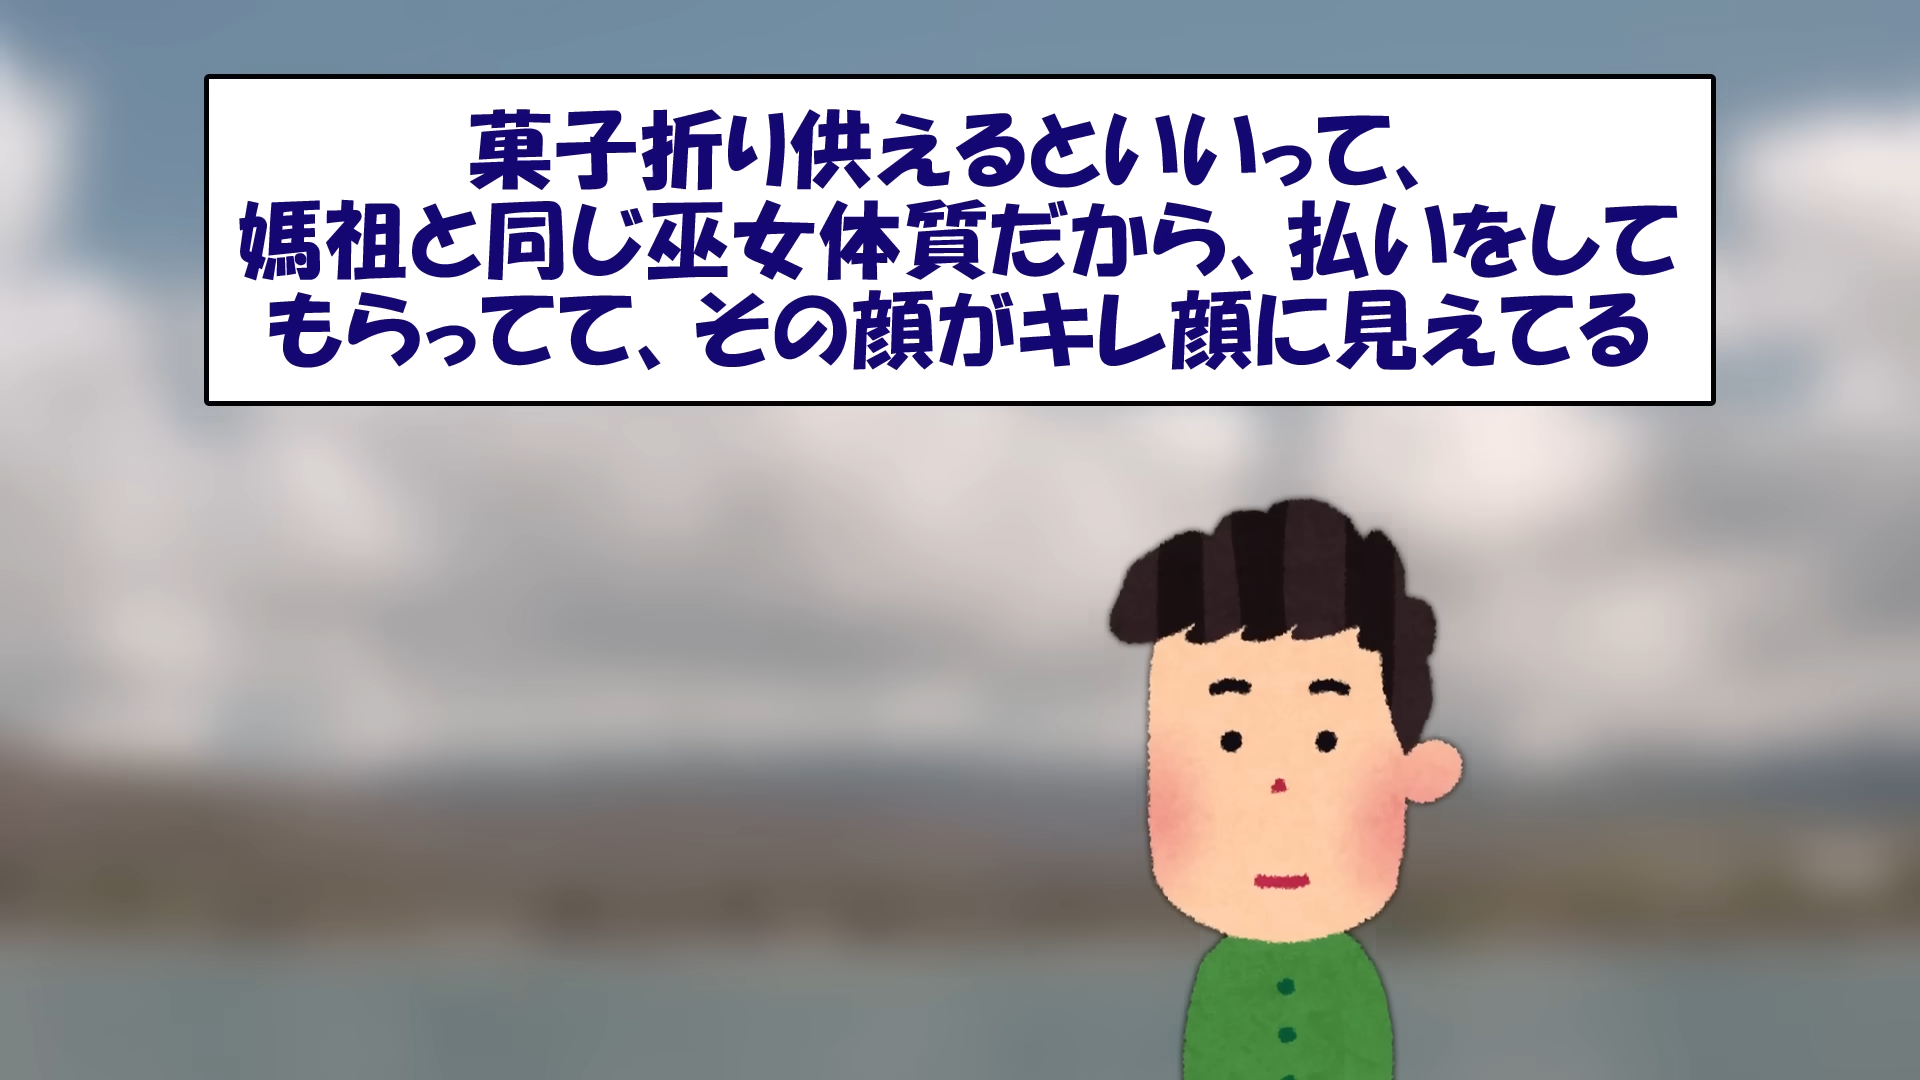 菓子折り供えるといいって、
媽祖と同じ巫女体質だから、払いをして
もらってて、その顔がキレ顔に見えてる